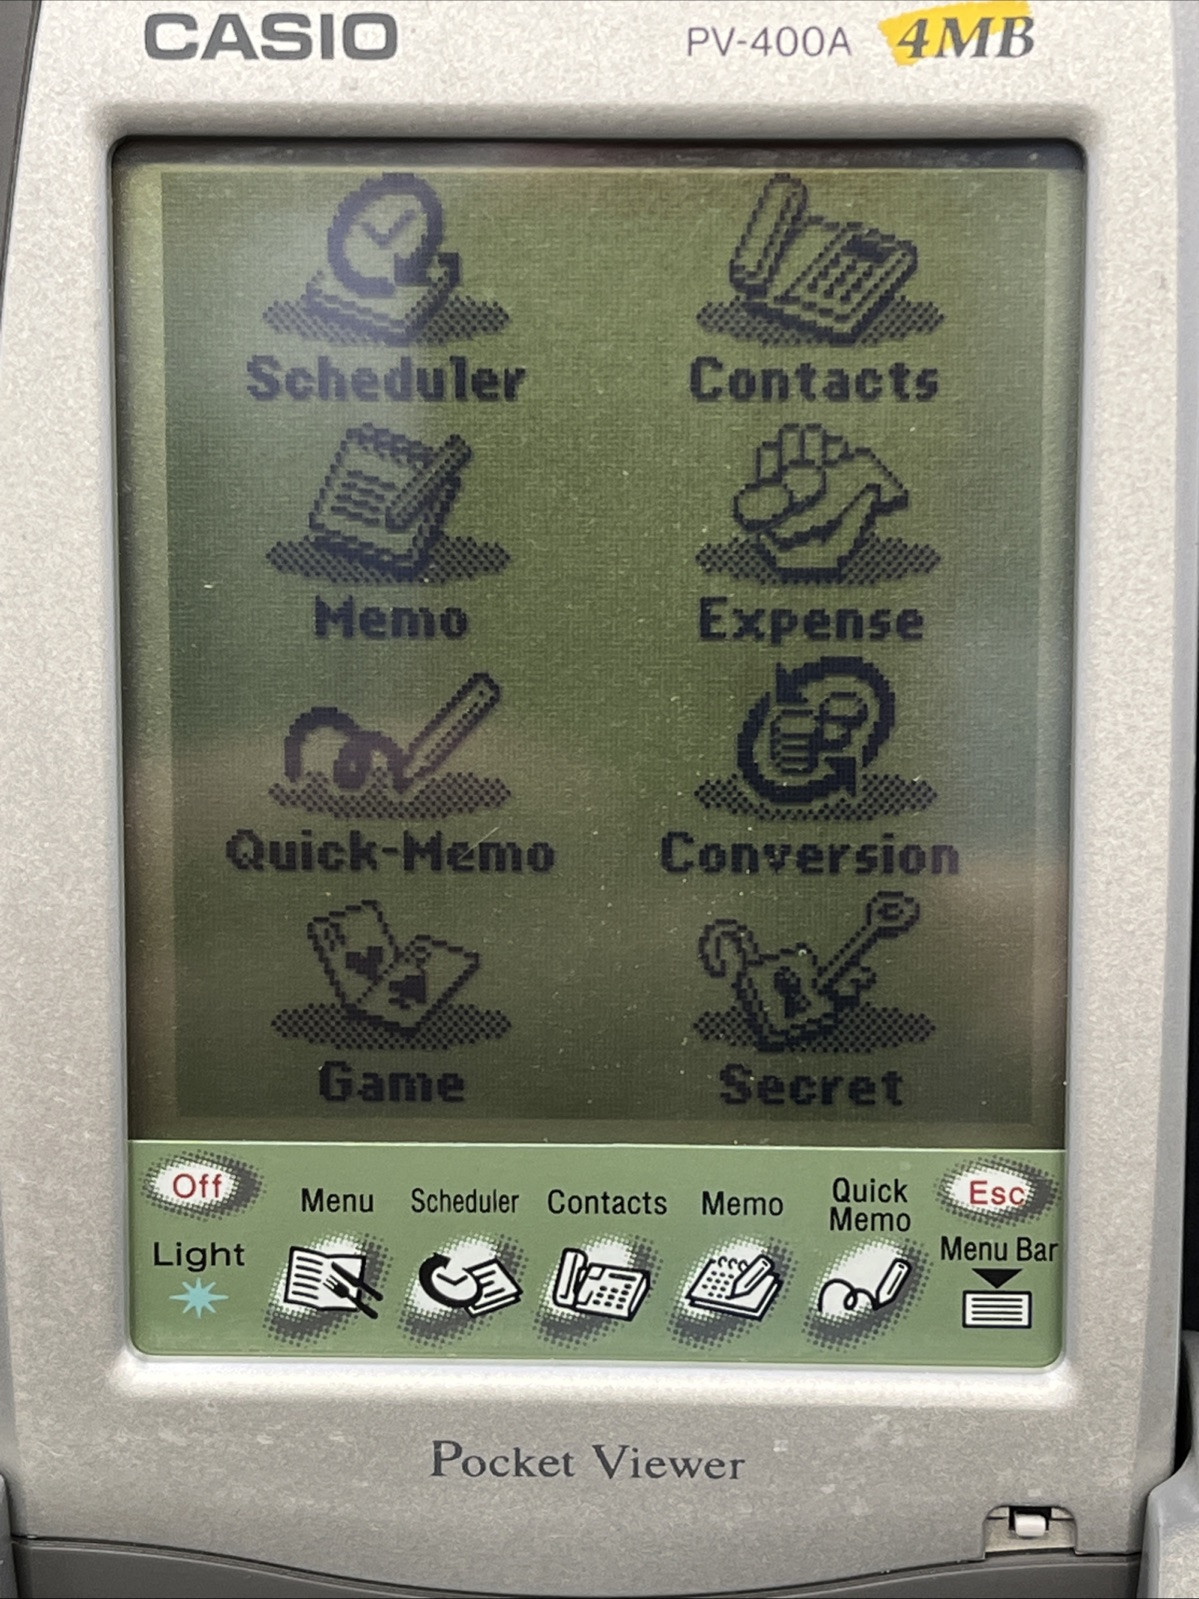 CASIO PV-400A 4MB
Scheduler Contacts
Memo Expense
Quick-Memo Conversion
Game Secret
Off Menu Scheduler Contacts Memo Quick Memo Esc
Light Menu Bar
Pocket Viewer